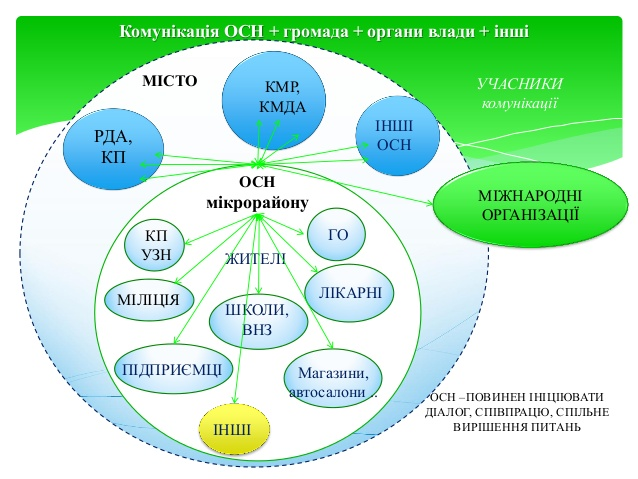 Комунікація ОСН + громада + органи влади + інші
МІСТО
КМР,
КМДА
УЧАСНИКИ
комунікації
РДА,
КП
ІНШІ
ОСН
ОСН
мікрорайону
МІЖНАРОДНІ
ОРГАНІЗАЦІЇ
КП
УЗН
ГО
ЖИТЕЛІ
МІЛІЦІЯ
ЛІКАРНІ
ШКОЛИ,
ВНЗ
ПІДПРИЄМЦІ
Магазини,
автосалони…
ІНШІ
ОСН –ПОВИНЕН ІНІЦІЮВАТИ
ДІАЛОГ, СПІВПРАЦЮ, СПІЛЬНЕ
ВИРІШЕННЯ ПИТАНЬ